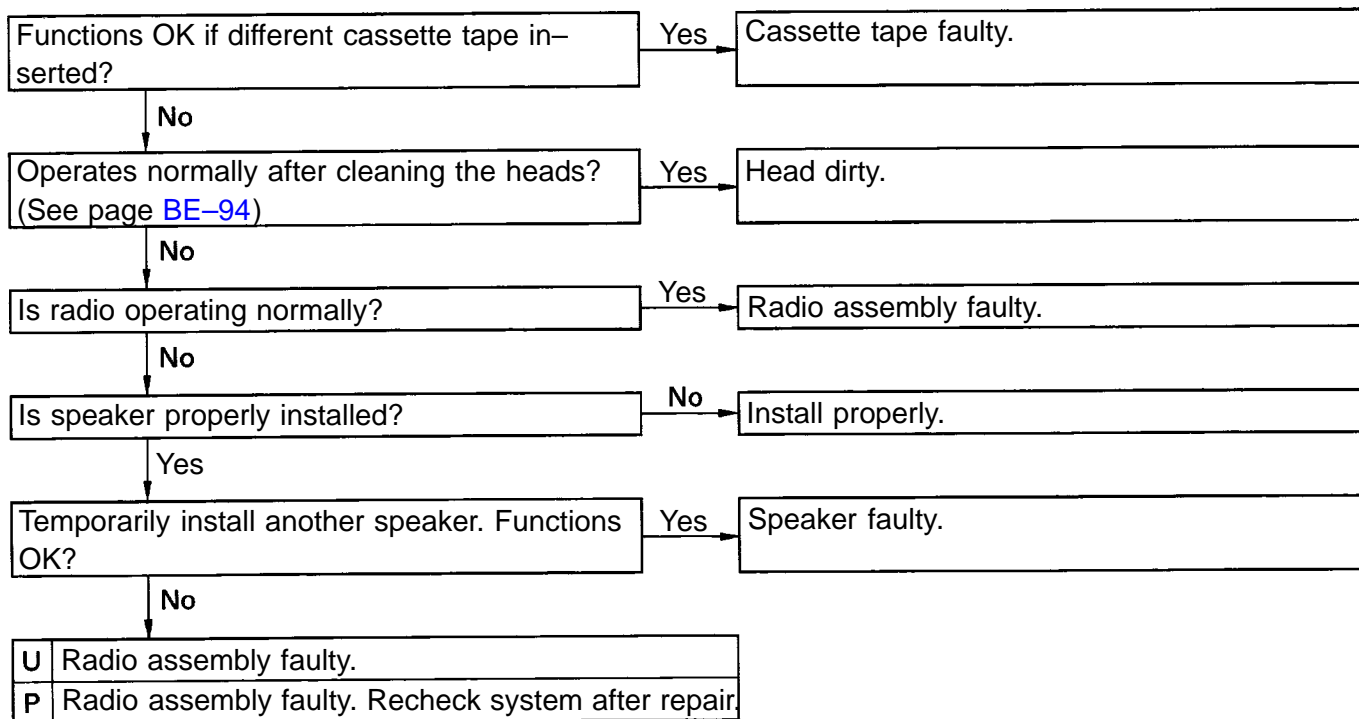 Functions OK if different cassette tape in–
serted?
Yes
Cassette tape faulty.
No
Operates normally after cleaning the heads?
(See page BE–94)
Yes
Head dirty.
No
Is radio operating normally?
Yes
Radio assembly faulty.
No
Is speaker properly installed?
No
Install properly.
Yes
Temporarily install another speaker. Functions
OK?
Yes
Speaker faulty.
No
U Radio assembly faulty.
P Radio assembly faulty. Recheck system after repair.